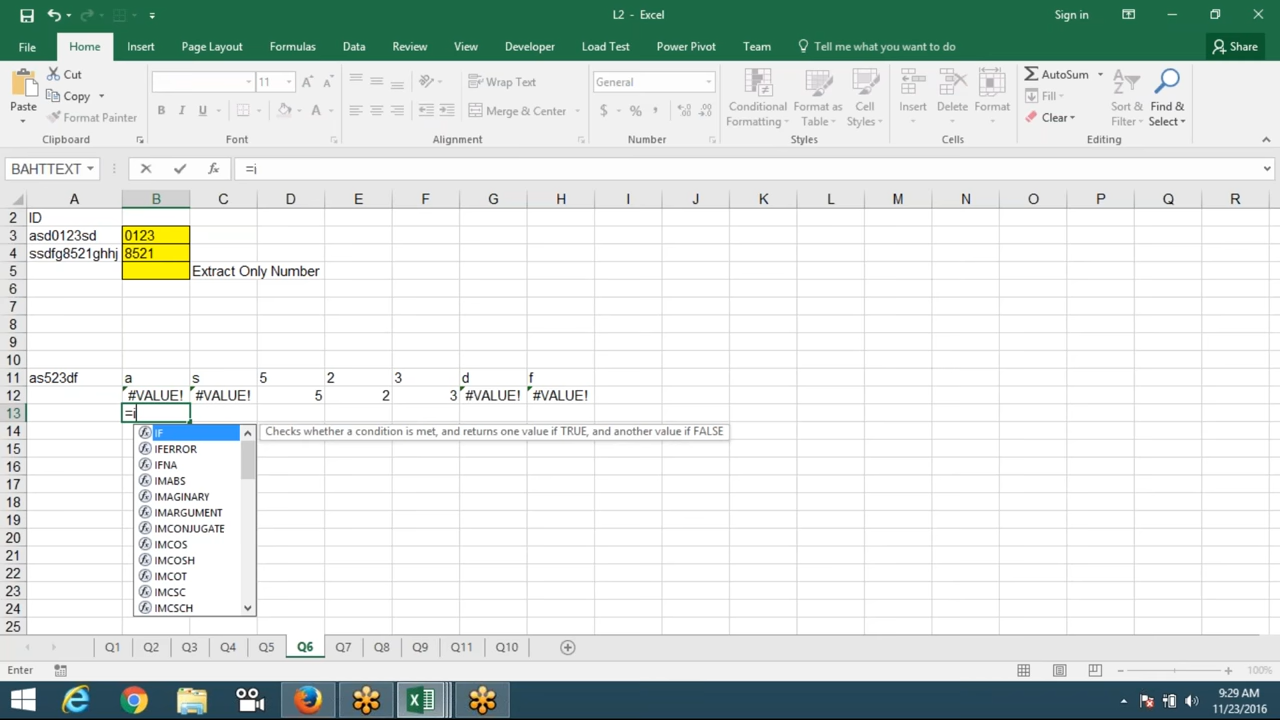 L2 - Excel
Sign in
File Home Insert Page Layout Formulas Data Review View Developer Load Test Power Pivot Team Tell me what you want to do Share
Paste
Cut
Copy
Format Painter
Clipboard
11
B I U
Font
Wrap Text
Merge & Center
Alignment
General
$ % ,
Number
Conditional Formatting
Format as Table
Cell Styles
Styles
Insert
Delete
Format
Cells
AutoSum
Fill
Clear
Sort & Filter
Find & Select
Editing
BAHTTEXT
fx
=i
A B C D E F G H I J K L M N O P Q R
2 ID
3 asd0123sd 0123
4 ssdfg8521ghhj 8521
5 Extract Only Number
6
7
8
9
10
11 as523df a s 5 2 3 d f
12 #VALUE! #VALUE! 5 2 3 #VALUE! #VALUE!
13 =i
14
15
16
17
18
19
20
21
22
23
24
25
IF
Checks whether a condition is met, and returns one value if TRUE, and another value if FALSE
IFERROR
IFNA
IMABS
IMAGINARY
IMARGUMENT
IMCONJUGATE
IMCOS
IMCOSH
IMCOT
IMCSC
IMCSCH
Q1 Q2 Q3 Q4 Q5 Q6 Q7 Q8 Q9 Q11 Q10
Enter
100%
9:29 AM
11/23/2016